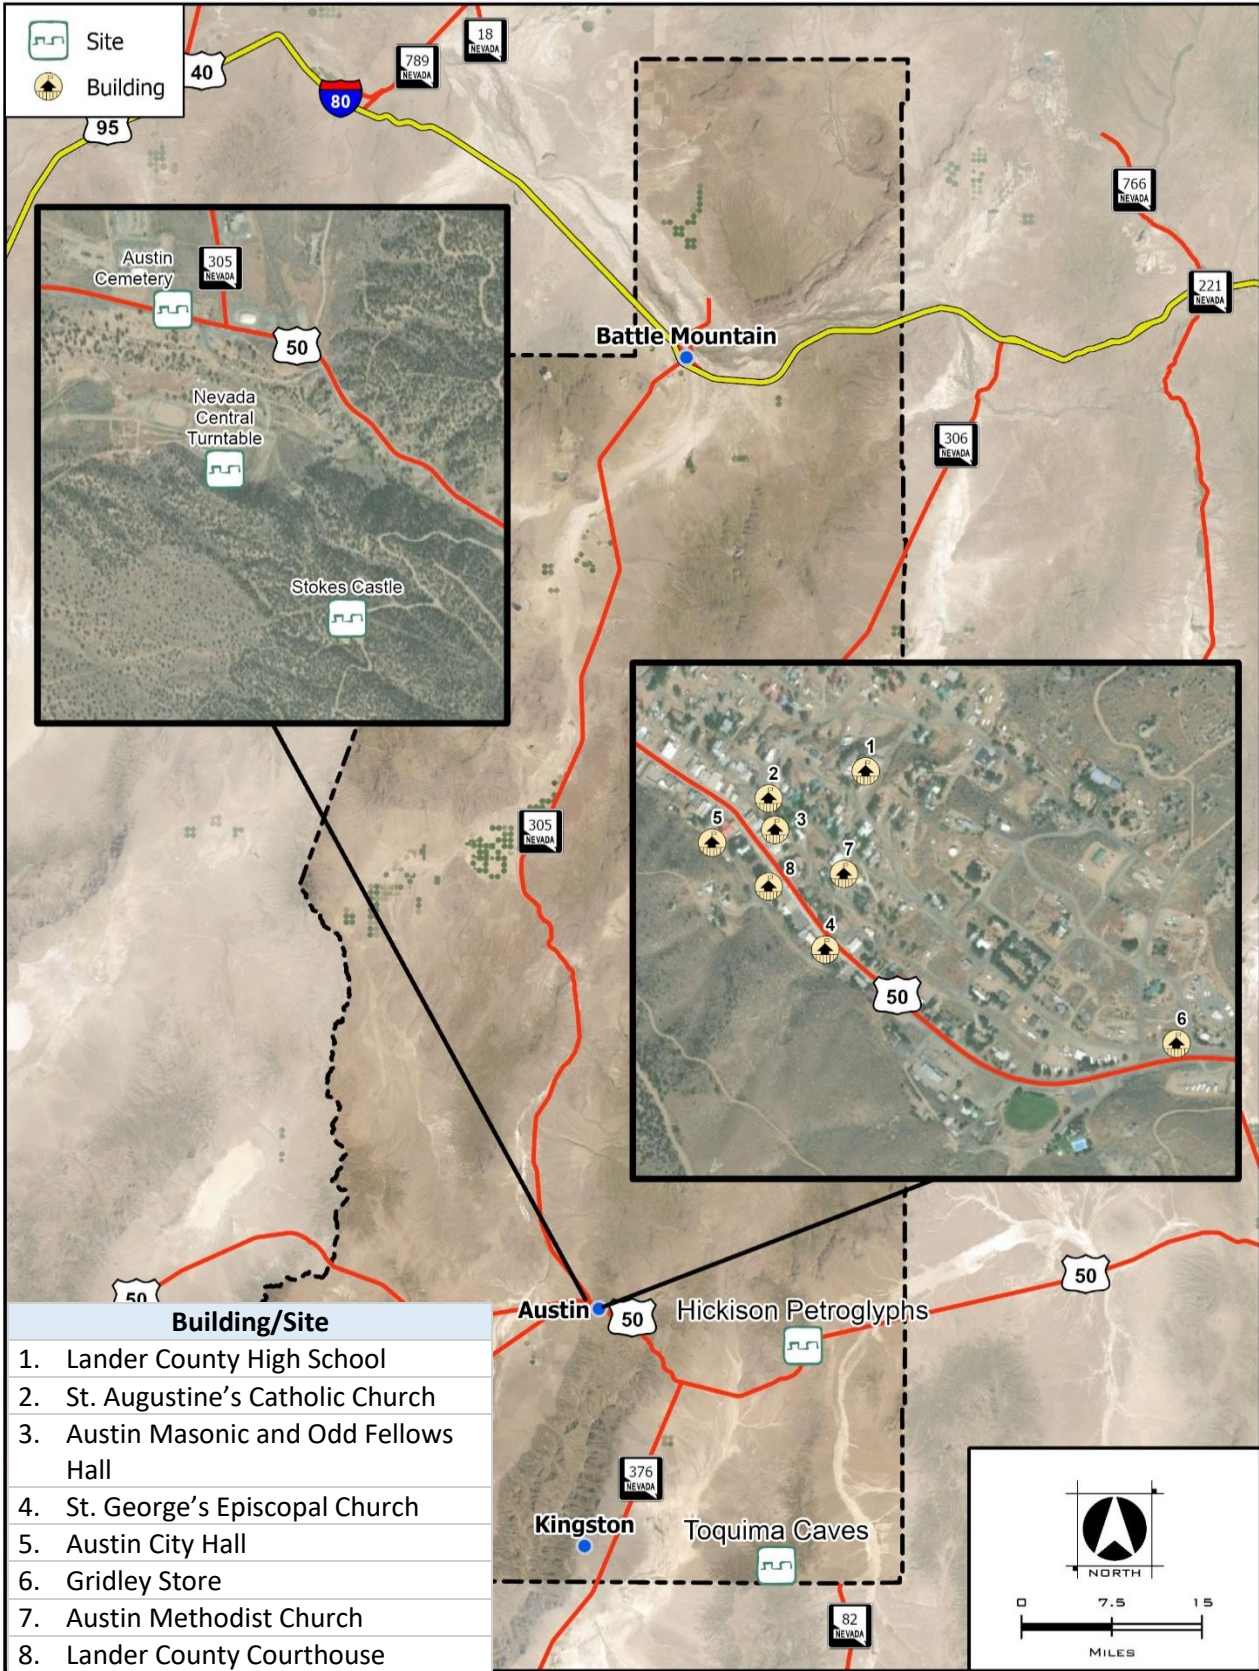 Site
Building
40
95
80
789
NEVADA
18
NEVADA
766
NEVADA
221
NEVADA
Austin
Cemetery
305
NEVADA
50
Nevada
Central
Turntable
Stokes Castle
Battle Mountain
306
NEVADA
305
NEVADA
1
2
3
5
7
8
4
50
6
50
Austin
50
Hickison Petroglyphs
50
376
NEVADA
Kingston
Toquima Caves
82
NEVADA
Building/Site
1. Lander County High School
2. St. Augustine’s Catholic Church
3. Austin Masonic and Odd Fellows
Hall
4. St. George’s Episcopal Church
5. Austin City Hall
6. Gridley Store
7. Austin Methodist Church
8. Lander County Courthouse
NORTH
0 7.5 15
MILES